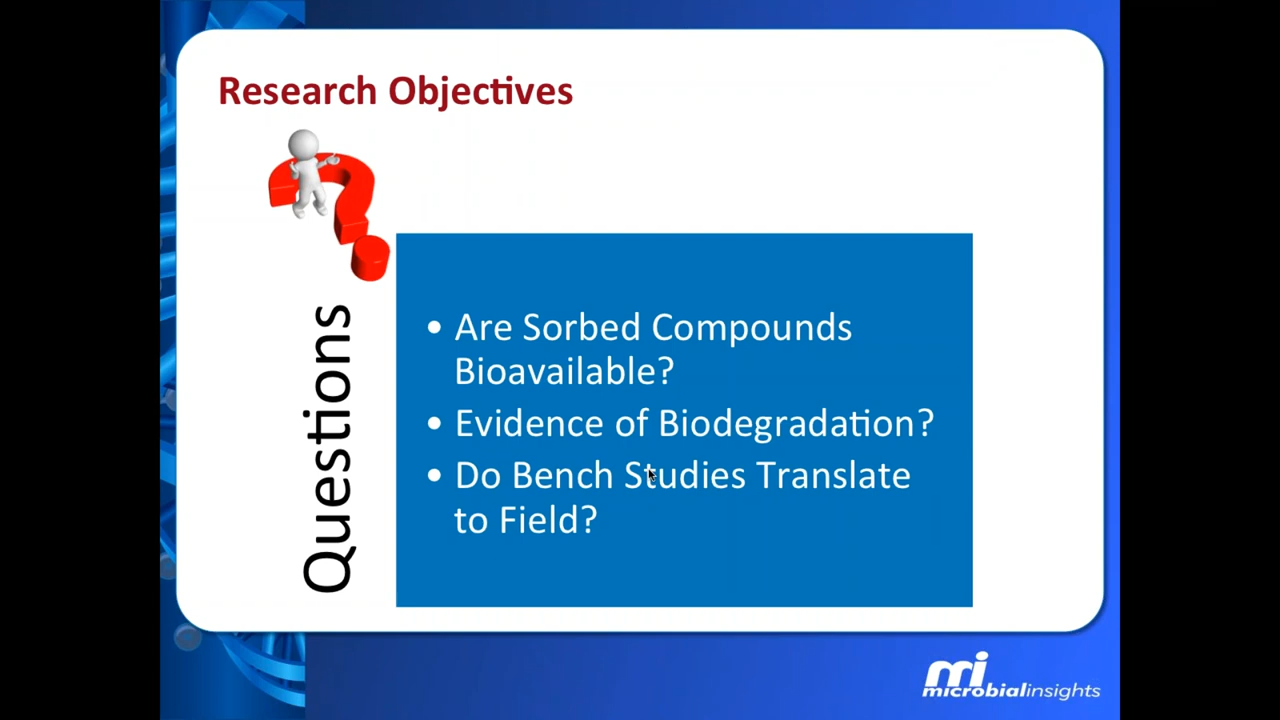 Research Objectives
Questions
• Are Sorbed Compounds
Bioavailable?
• Evidence of Biodegradation?
• Do Bench Studies Translate
to Field?
mi
microbialinsights